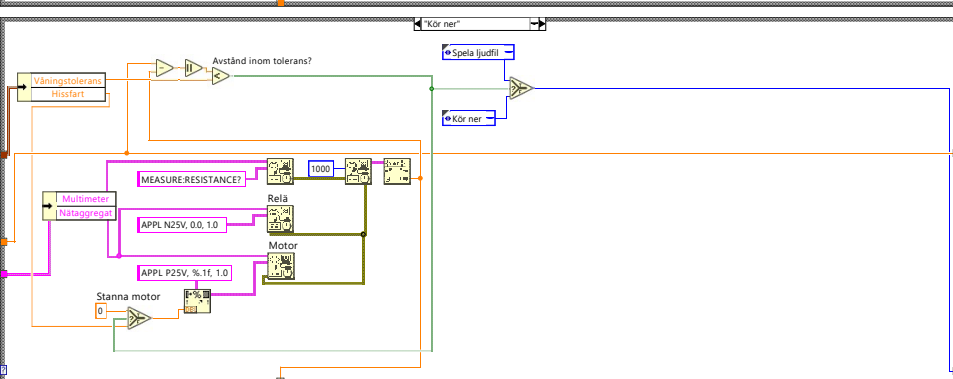 "Kör ner"
Spela ljudfil
Avstånd inom tolerans?
Våningstolerans
Hissfart
Kör ner
1000
MEASURE:RESISTANCE?
Multimeter
Nätaggregat
Relä
APPL N25V, 0.0, 1.0
Motor
APPL P25V, %.1f, 1.0
Stanna motor
0